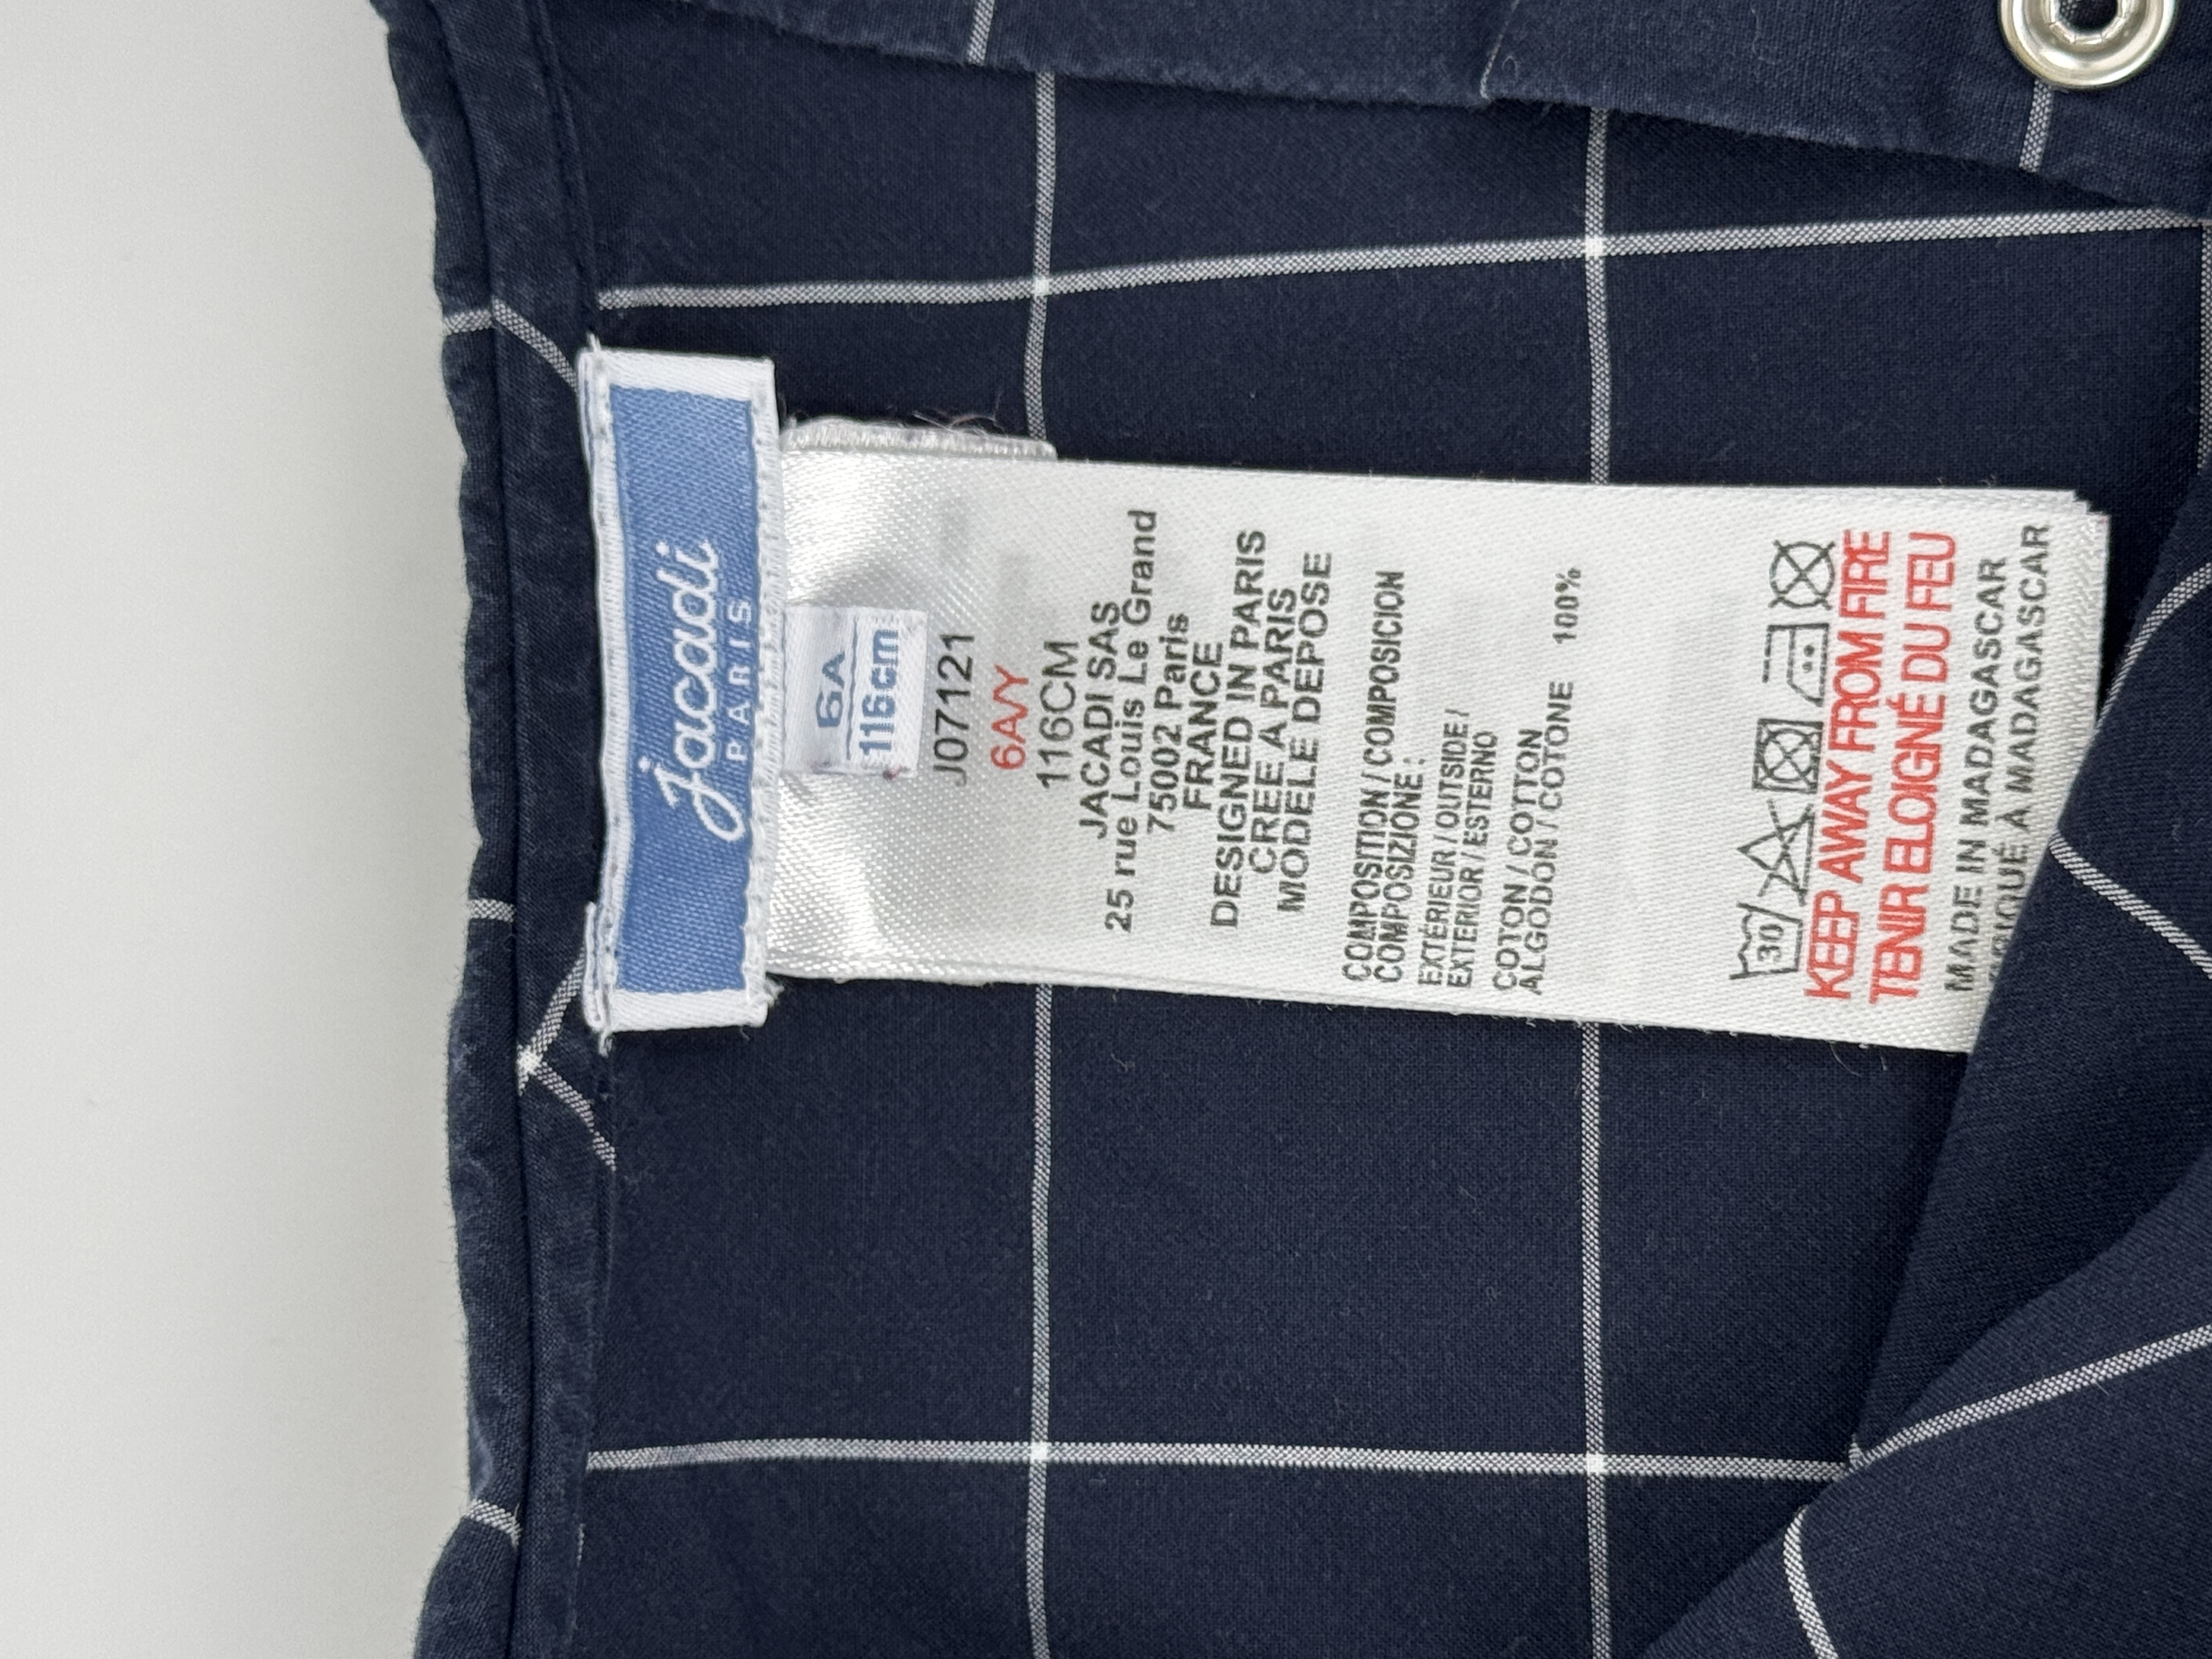 jacadi
PARIS
6A
116cm
J07121
6A/Y
116CM
JACADI SAS
25 rue Louis Le Grand
75002 Paris
FRANCE
DESIGNED IN PARIS
CREE A PARIS
MODELE DEPOSE
COMPOSITION / COMPOSICION
COMPOSIZIONE :
EXTÉRIEUR / OUTSIDE /
EXTERIOR / ESTERNO
COTON / COTTON
ALGODON / COTONE 100%
30
KEEP AWAY FROM FIRE
TENIR ELOIGNÉ DU FEU
MADE IN MADAGASCAR
À MADAGASCAR